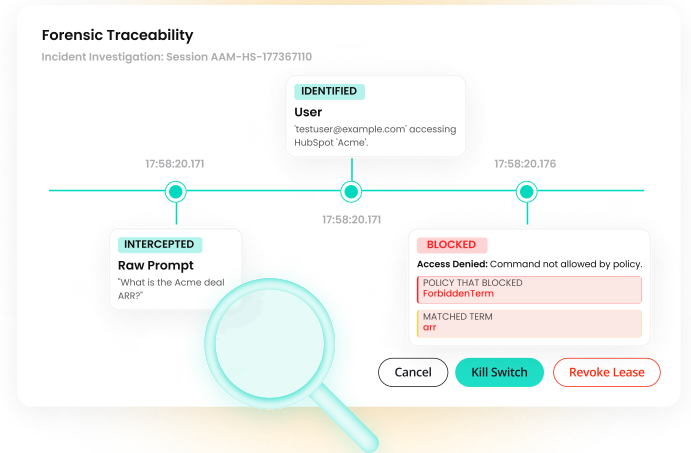 Forensic Traceability
Incident Investigation: Session AAM-HS-177367110
IDENTIFIED
User
'testuser@example.com' accessing
HubSpot 'Acme'.
17:58:20.171
17:58:20.176
17:58:20.171
INTERCEPTED
Raw Prompt
"What is the Acme deal
ARR?"
BLOCKED
Access Denied: Command not allowed by policy.
POLICY THAT BLOCKED
ForbiddenTerm
MATCHED TERM
arr
Cancel
Kill Switch
Revoke Lease